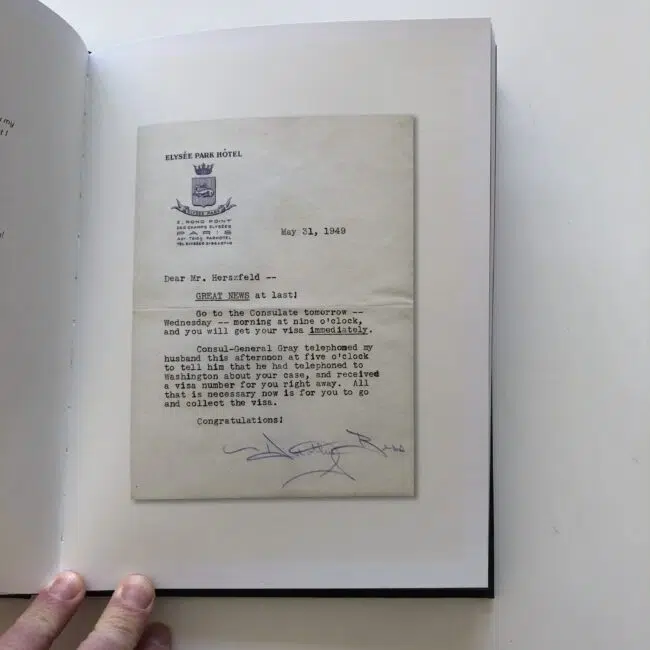 my
ELYSÉE PARK HÔTEL
ELYSÉE PARK
2, ROND POINT
DES CHAMPS ELYSÉES
PARIS
May 31, 1949
Dear Mr. Herszfeld --
GREAT NEWS at last!
Go to the Consulate tomorrow --
Wednesday -- morning at nine o'clock,
and you will get your visa immediately.
Consul-General Gray telephoned my
husband this afternoon at five o'clock
to tell him that he had telephoned to
Washington about your case, and received
a visa number for you right away. All
that is necessary now is for you to go
and collect the visa.
Congratulations!